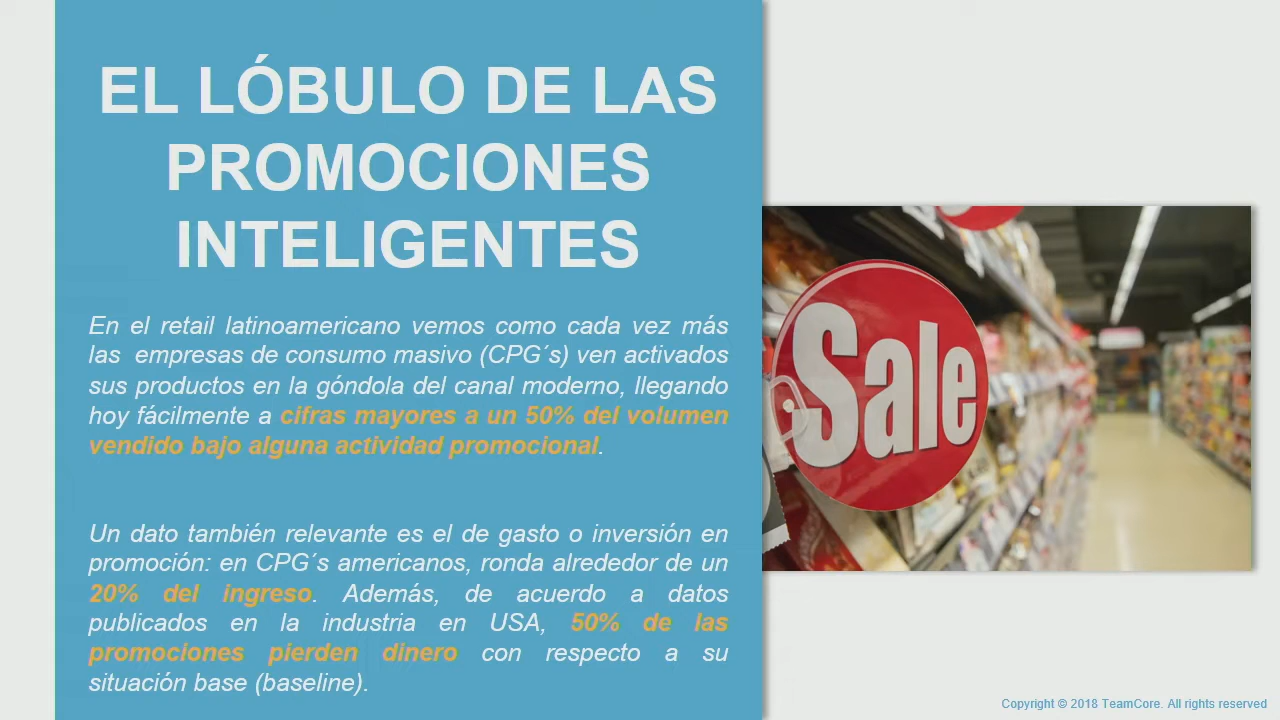 EL LÓBULO DE LAS
PROMOCIONES
INTELIGENTES
En el retail latinoamericano vemos como cada vez más
las empresas de consumo masivo (CPG´s) ven activados
sus productos en la góndola del canal moderno, llegando
hoy fácilmente a cifras mayores a un 50% del volumen
vendido bajo alguna actividad promocional.
Un dato también relevante es el de gasto o inversión en
promoción: en CPG´s americanos, ronda alrededor de un
20% del ingreso. Además, de acuerdo a datos
publicados en la industria en USA, 50% de las
promociones pierden dinero con respecto a su
situación base (baseline).
Sale
Copyright © 2018 TeamCore. All rights reserved